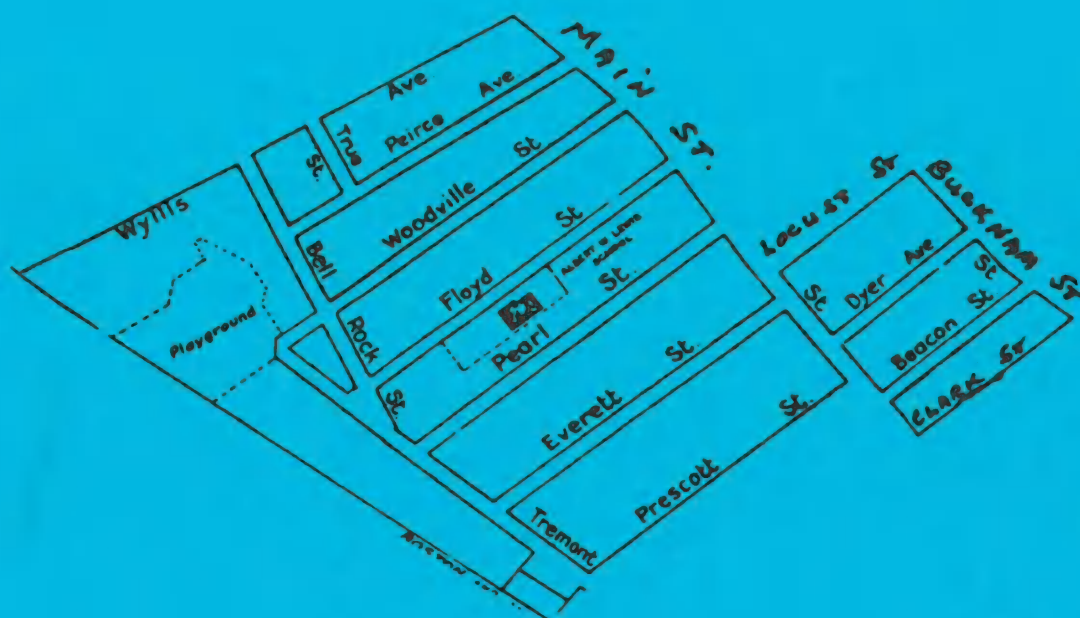 MAIN ST.
Wyllis Ave
True St.
Peirce Ave
Woodville St
Bell Rock St.
Floyd St
ALBERT N LEWIS SCHOOL
Pearl St.
Playground
Everett St.
Prescott St.
Tremont
Locust St
BUCKNAM ST
Dyer Ave
Beacon St
St
St
CLARK ST
BOSTON